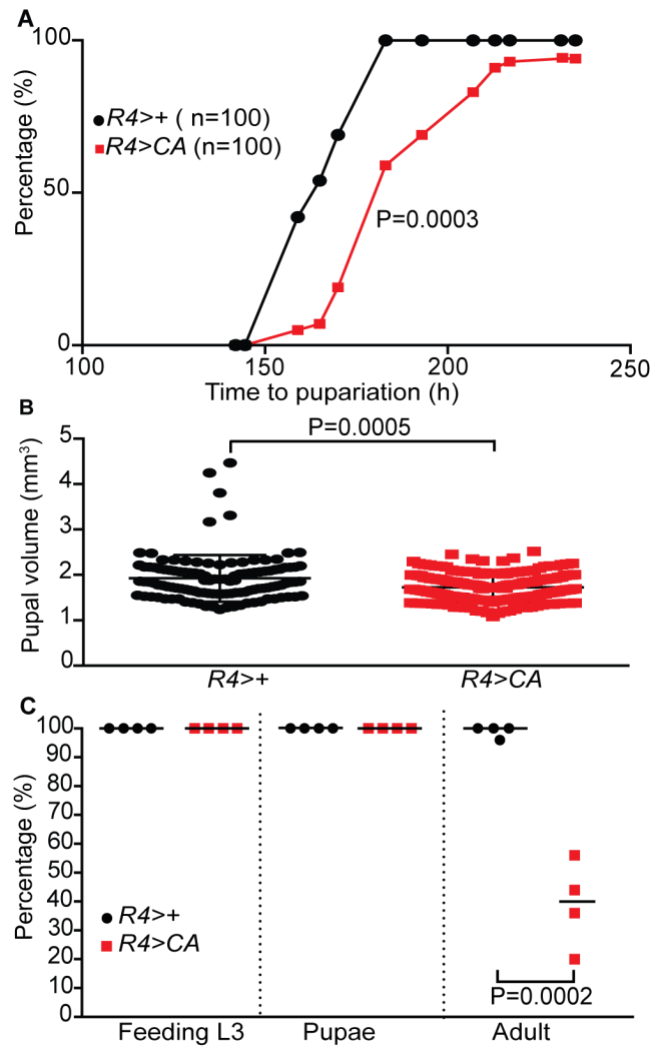 A
100
50
0
Percentage (%)
R4>+ ( n=100)
R4>CA (n=100)
P=0.0003
100
150
200
250
Time to pupariation (h)
B
P=0.0005
5
4
3
2
1
0
Pupal volume (mm³)
R4>+
R4>CA
C
100
90
80
70
60
50
40
30
20
10
0
Percentage (%)
R4>+
R4>CA
P=0.0002
Feeding L3
Pupae
Adult